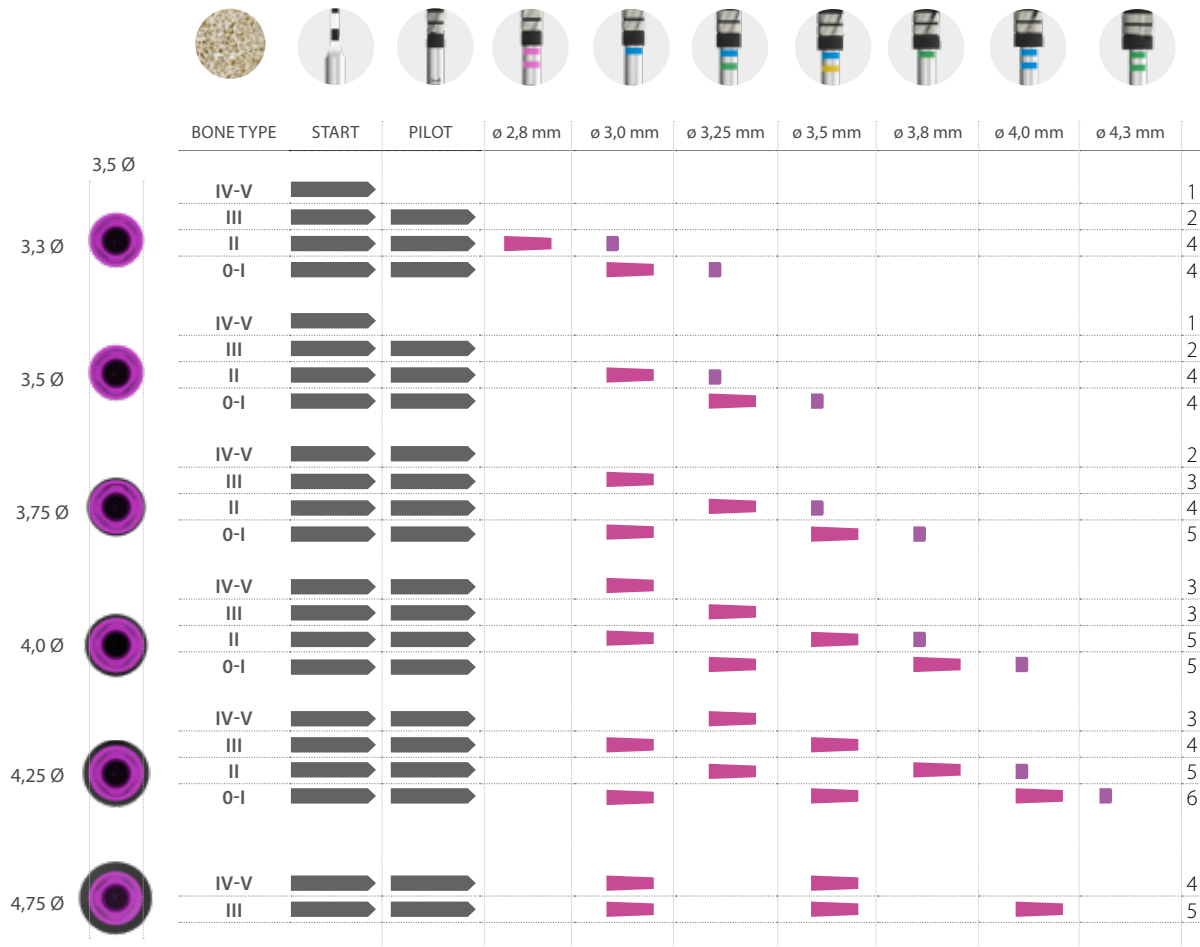 BONE TYPE START PILOT ø 2,8 mm ø 3,0 mm ø 3,25 mm ø 3,5 mm ø 3,8 mm ø 4,0 mm ø 4,3 mm
3,5 Ø
3,3 Ø
IV-V 1
III 2
II 4
0-I 4
3,5 Ø
IV-V 1
III 2
II 4
0-I 4
3,75 Ø
IV-V 2
III 3
II 4
0-I 5
4,0 Ø
IV-V 3
III 3
II 5
0-I 5
4,25 Ø
IV-V 3
III 4
II 5
0-I 6
4,75 Ø
IV-V 4
III 5